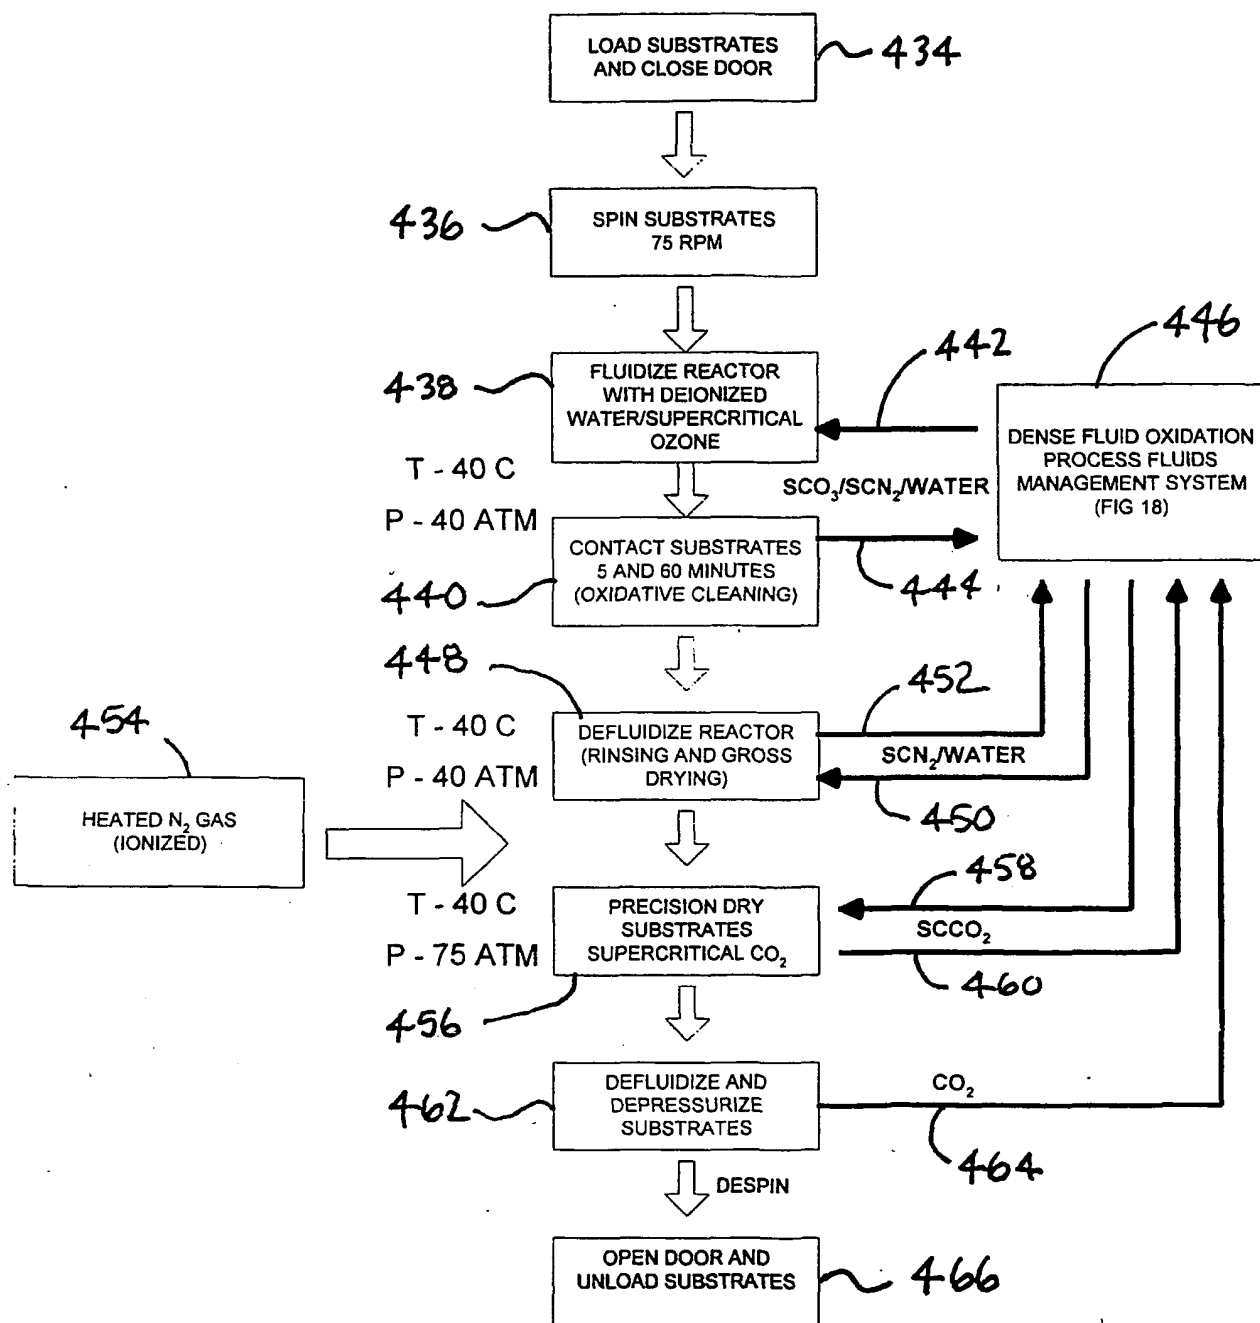 LOAD SUBSTRATES
AND CLOSE DOOR
434
436
SPIN SUBSTRATES
75 RPM
438
FLUIDIZE REACTOR
WITH DEIONIZED
WATER/SUPERCRITICAL
OZONE
442
446
DENSE FLUID OXIDATION
PROCESS FLUIDS
MANAGEMENT SYSTEM
(FIG 18)
T - 40 C
P - 40 ATM
SCO₃/SCN₂/WATER
440
CONTACT SUBSTRATES
5 AND 60 MINUTES
(OXIDATIVE CLEANING)
444
448
452
454
T - 40 C
P - 40 ATM
DEFLUIDIZE REACTOR
(RINSING AND GROSS
DRYING)
SCN₂/WATER
450
HEATED N₂ GAS
(IONIZED)
458
T - 40 C
P - 75 ATM
PRECISION DRY
SUBSTRATES
SUPERCRITICAL CO₂
SCCO₂
460
456
462
DEFLUIDIZE AND
DEPRESSURIZE
SUBSTRATES
CO₂
464
DESPIN
OPEN DOOR AND
UNLOAD SUBSTRATES
466